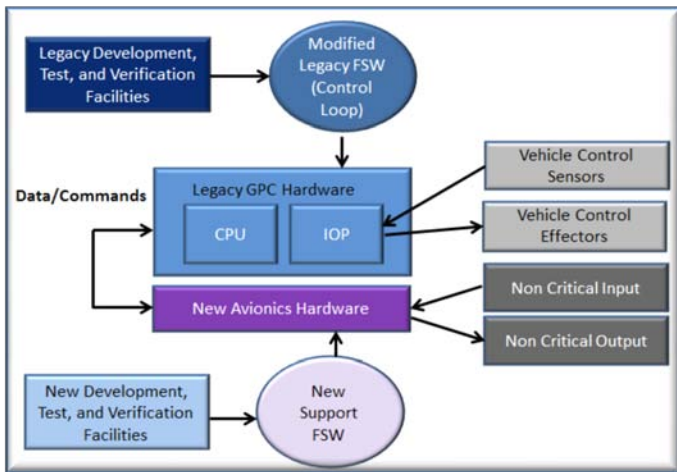 Legacy Development,
Test, and Verification
Facilities
Modified
Legacy FSW
(Control
Loop)
Data/Commands
Legacy GPC Hardware
CPU
IOP
Vehicle Control
Sensors
Vehicle Control
Effectors
New Avionics Hardware
Non Critical Input
Non Critical Output
New Development,
Test, and Verification
Facilities
New
Support
FSW